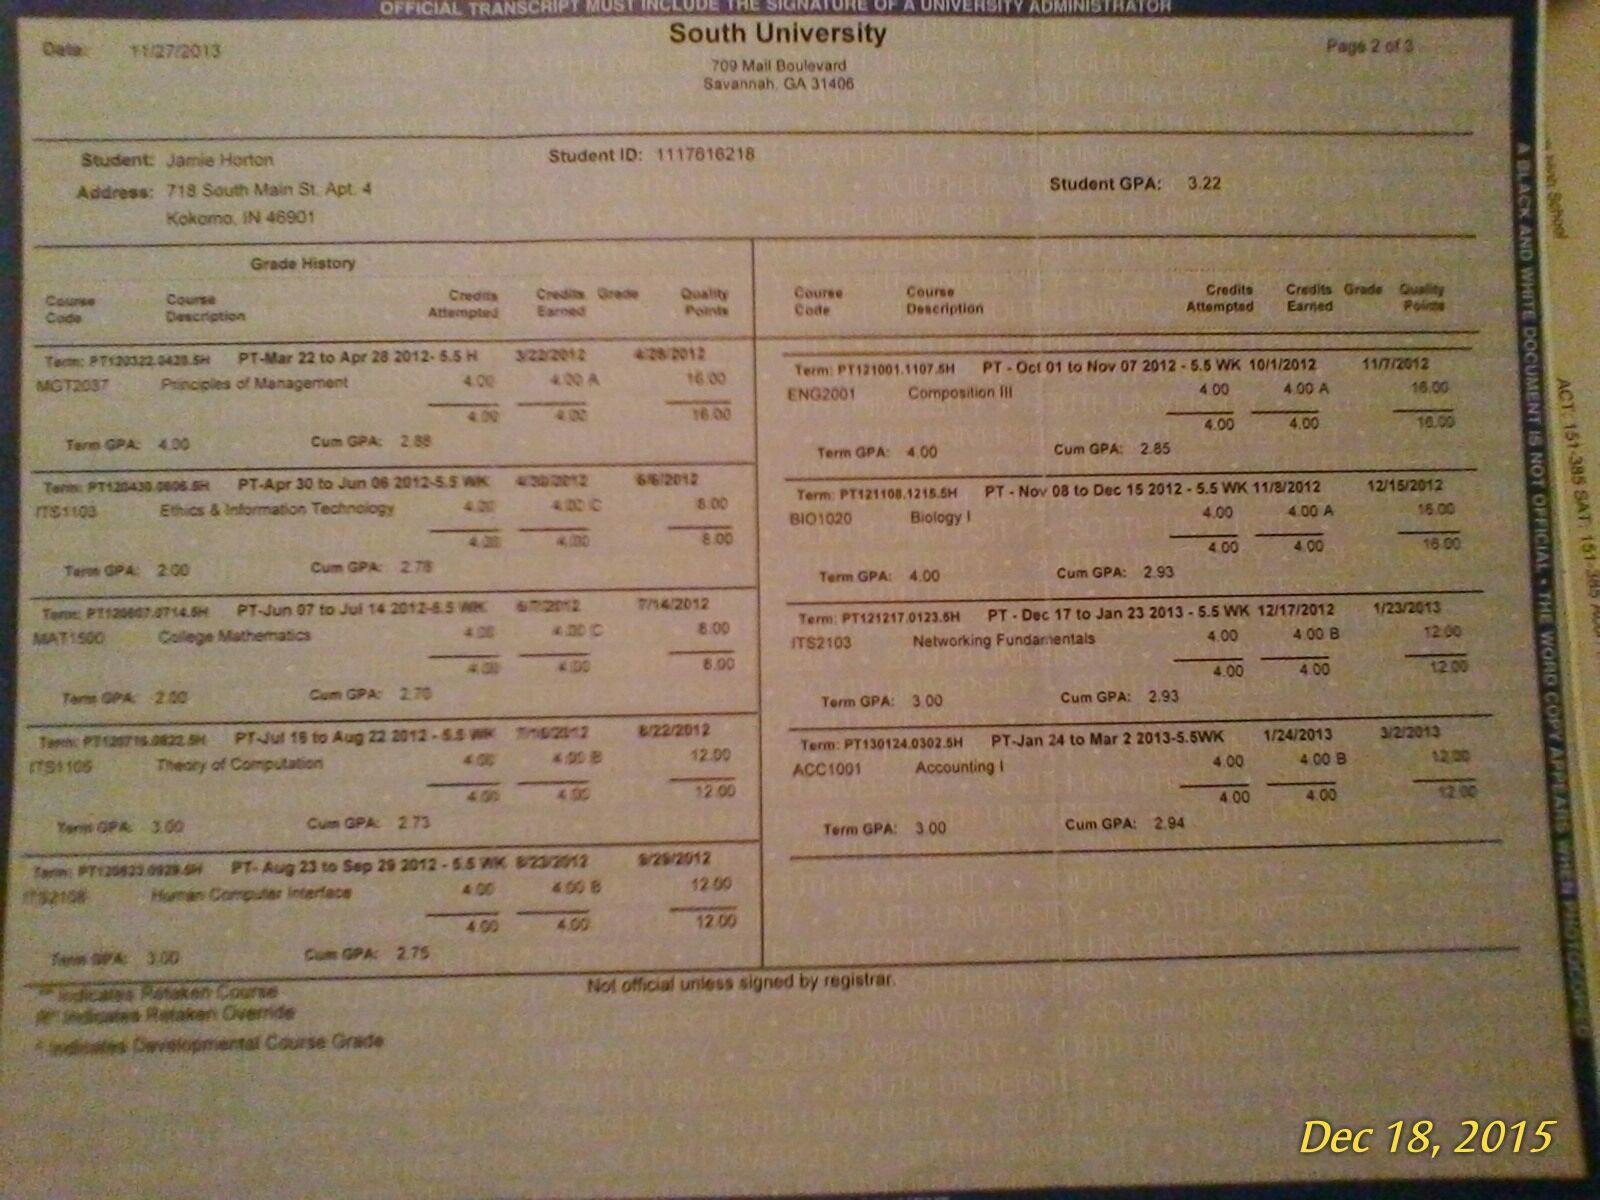 OFFICIAL TRANSCRIPT MUST INCLUDE THE SIGNATURE OF A UNIVERSITY ADMINISTRATOR
South University
Date: 11/27/2013
Page 2 of 3
709 Mall Boulevard
Savannah, GA 31406
Student: Jamie Horton
Student ID: 1117616218
Address: 718 South Main St. Apt. 4
Kokomo, IN 46901
Student GPA: 3.22
Grade History
Course Code Course Description Credits Attempted Credits Earned Grade Quality Points
Term: PT120322.0428.5H PT-Mar 22 to Apr 28 2012- 5.5 H 3/22/2012 4/28/2012
MGT2037 Principles of Management 4.00 4.00 A 16.00
4.00 4.00 16.00
Term GPA: 4.00 Cum GPA: 2.88
Term: PT120430.0606.5H PT-Apr 30 to Jun 06 2012-5.5 WK 4/30/2012 6/6/2012
ITS1103 Ethics & Information Technology 4.00 4.00 C 8.00
4.00 4.00 8.00
Term GPA: 2.00 Cum GPA: 2.78
Term: PT120607.0714.5H PT-Jun 07 to Jul 14 2012-5.5 WK 6/7/2012 7/14/2012
MAT1500 College Mathematics 4.00 4.00 C 8.00
4.00 4.00 8.00
Term GPA: 2.00 Cum GPA: 2.70
Term: PT120716.0822.5H PT-Jul 16 to Aug 22 2012 - 5.5 WK 7/16/2012 8/22/2012
ITS1105 Theory of Computation 4.00 4.00 B 12.00
4.00 4.00 12.00
Term GPA: 3.00 Cum GPA: 2.73
Term: PT120823.0929.5H PT- Aug 23 to Sep 29 2012 - 5.5 WK 8/23/2012 9/29/2012
Human Computer Interface 4.00 4.00 B 12.00
4.00 4.00 12.00
Term GPA: 3.00 Cum GPA: 2.75
Course Code Course Description Credits Attempted Credits Earned Grade Quality Points
Term: PT121001.1107.5H PT - Oct 01 to Nov 07 2012 - 5.5 WK 10/1/2012 11/7/2012
ENG2001 Composition III 4.00 4.00 A 16.00
4.00 4.00 16.00
Term GPA: 4.00 Cum GPA: 2.85
Term: PT121108.1215.5H PT - Nov 08 to Dec 15 2012 - 5.5 WK 11/8/2012 12/15/2012
BIO1020 Biology I 4.00 4.00 A 16.00
4.00 4.00 16.00
Term GPA: 4.00 Cum GPA: 2.93
Term: PT121217.0123.5H PT - Dec 17 to Jan 23 2013 - 5.5 WK 12/17/2012 1/23/2013
ITS2103 Networking Fundamentals 4.00 4.00 B 12.00
4.00 4.00 12.00
Term GPA: 3.00 Cum GPA: 2.93
Term: PT130124.0302.5H PT-Jan 24 to Mar 2 2013-5.5WK 1/24/2013 3/2/2013
ACC1001 Accounting I 4.00 4.00 B 12.00
4.00 4.00 12.00
Term GPA: 3.00 Cum GPA: 2.94
Not official unless signed by registrar.
** Indicates Retaken Course
Indicates Retaken Override
* Indicates Developmental Course Grade
A BLACK AND WHITE DOCUMENT IS NOT OFFICIAL • THE WORD COPY APPEARS WHEN PHOTOCOPIED
School
ACT: 151-385 SAT: 151-385
Dec 18, 2015